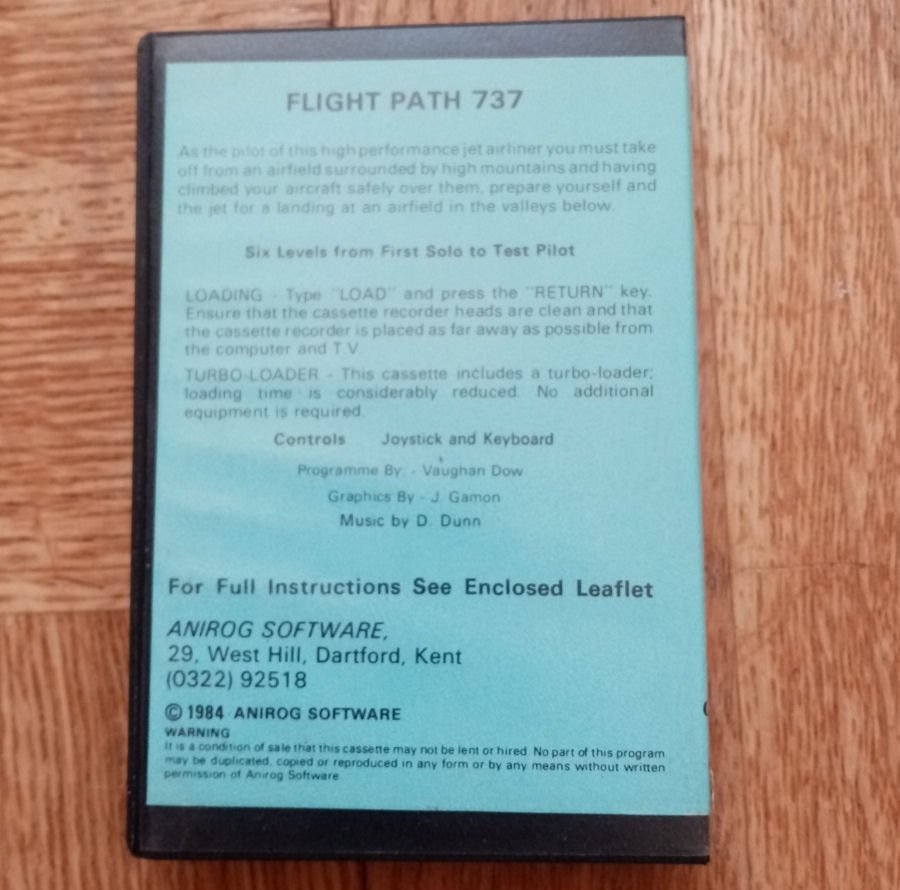 FLIGHT PATH 737
As the pilot of this high performance jet airliner you must take
off from an airfield surrounded by high mountains and having
climbed your aircraft safely over them, prepare yourself and
the jet for a landing at an airfield in the valleys below.
Six Levels from First Solo to Test Pilot
LOADING - Type "LOAD" and press the "RETURN" key.
Ensure that the cassette recorder heads are clean and that
the cassette recorder is placed as far away as possible from
the computer and T.V.
TURBO-LOADER - This cassette includes a turbo-loader;
loading time is considerably reduced. No additional
equipment is required.
Controls Joystick and Keyboard
Programme By: - Vaughan Dow
Graphics By - J. Gamon
Music by D. Dunn
For Full Instructions See Enclosed Leaflet
ANIROG SOFTWARE,
29, West Hill, Dartford, Kent
(0322) 92518
© 1984 ANIROG SOFTWARE
WARNING
It is a condition of sale that this cassette may not be lent or hired. No part of this program
may be duplicated, copied or reproduced in any form or by any means without written
permission of Anirog Software